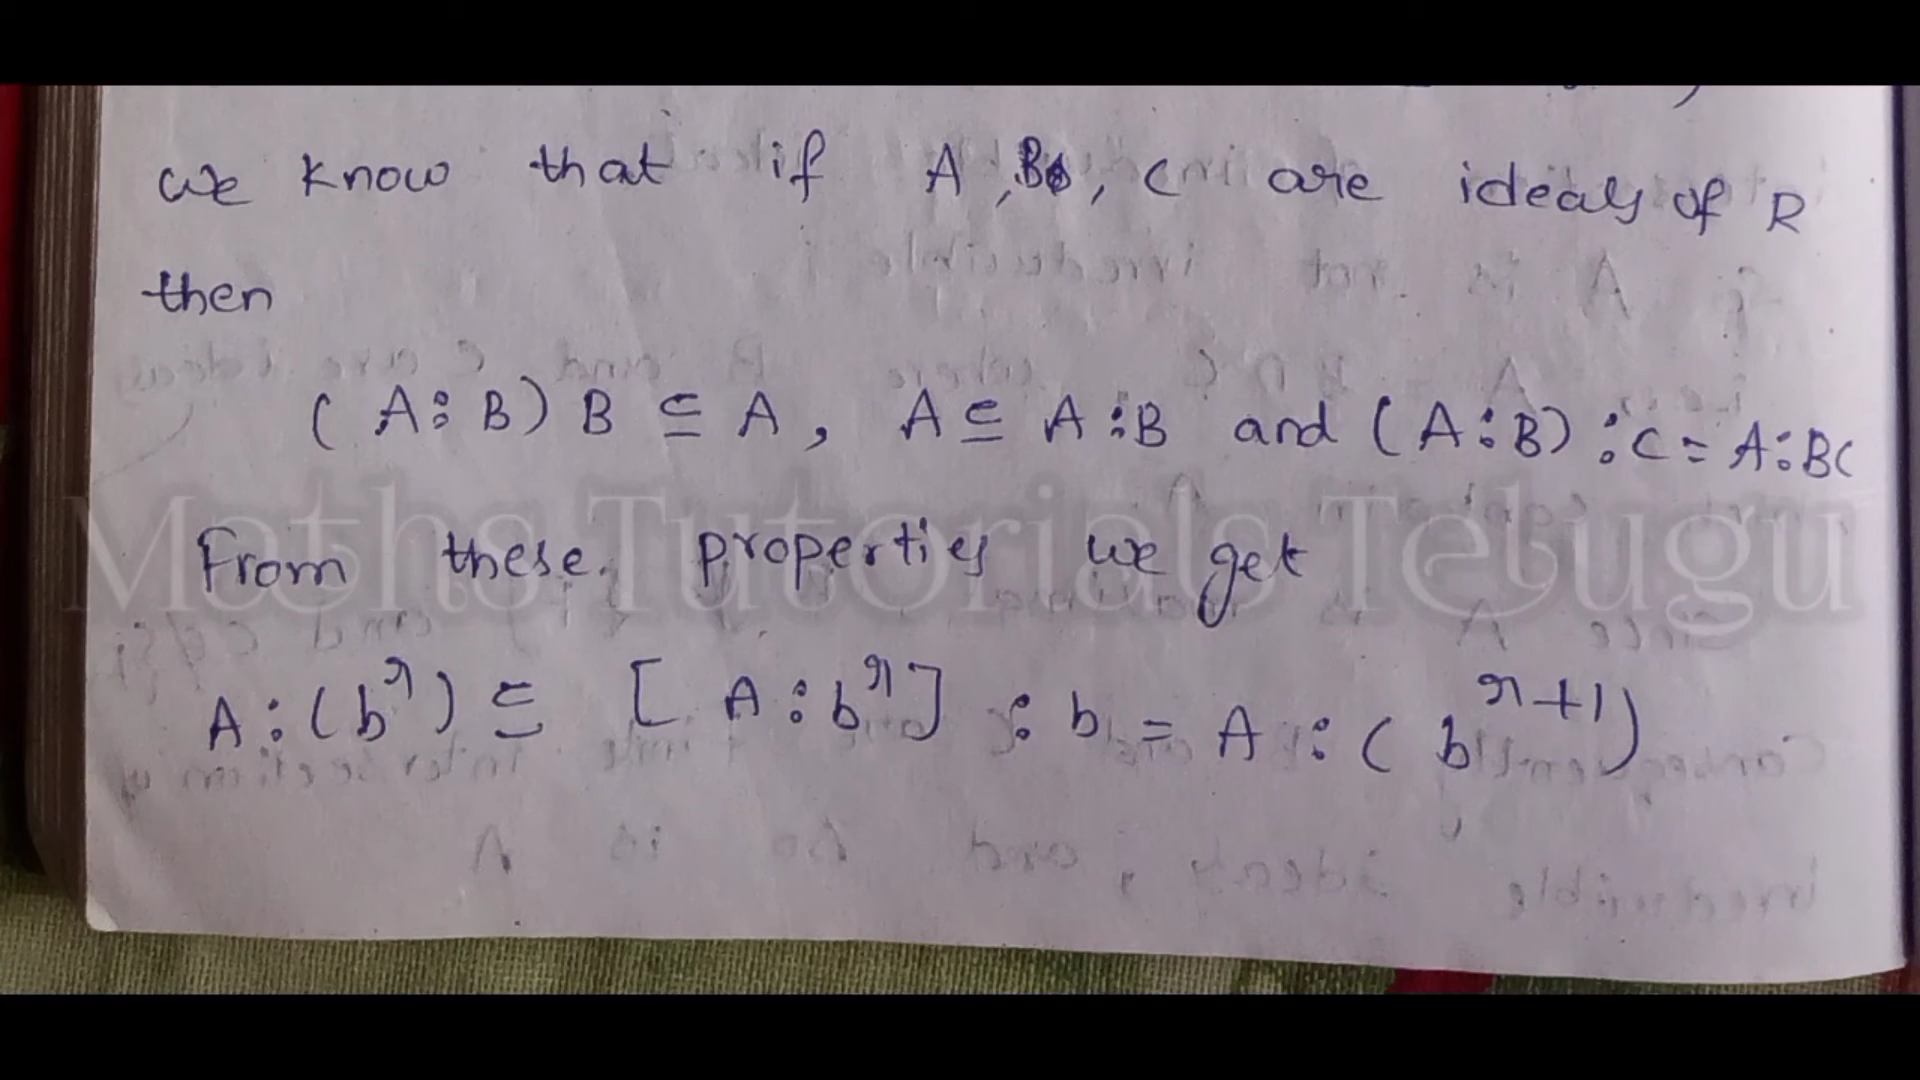 we know that if A, B, C are ideals of R
then
(A:B)B ⊆ A, A ⊆ A:B and (A:B):C = A:BC
Maths Tutorials Telugu
From these properties we get
A:(b^r) ⊆ [A:b^r]:b = A:(b^{r+1})